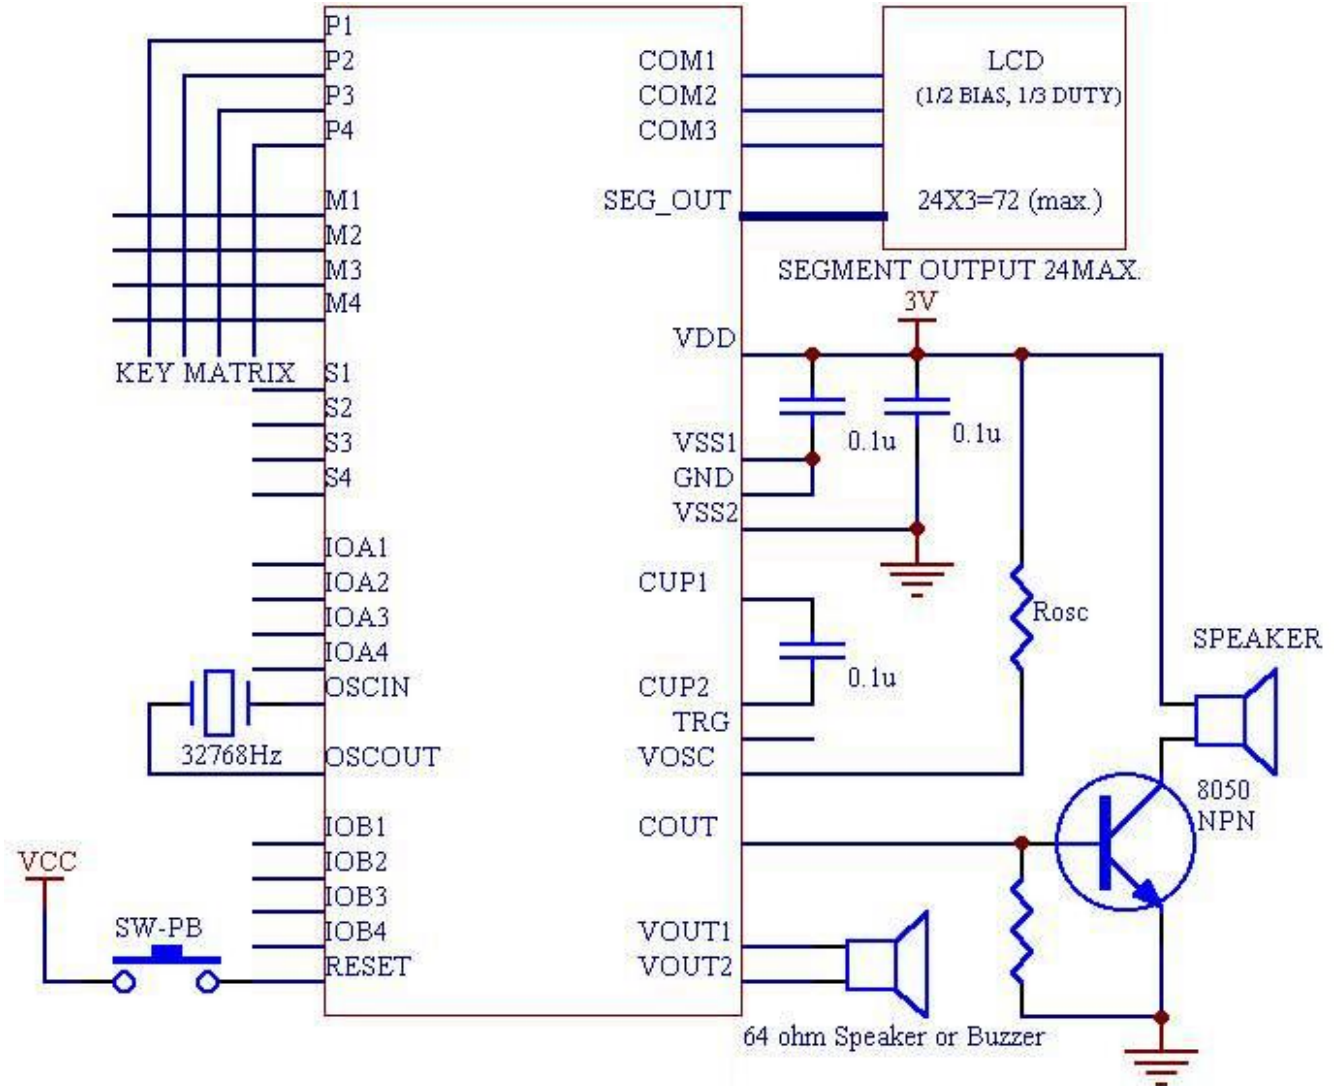 P1
P2
P3
P4
M1
M2
M3
M4
KEY MATRIX
S1
S2
S3
S4
IOA1
IOA2
IOA3
IOA4
OSCIN
32768Hz
OSCOUT
IOB1
IOB2
IOB3
IOB4
RESET
VCC
SW-PB
COM1
COM2
COM3
SEG_OUT
LCD
(1/2 BIAS, 1/3 DUTY)
24X3=72 (max.)
SEGMENT OUTPUT 24MAX.
3V
VDD
VSS1
GND
VSS2
0.1u
0.1u
CUP1
CUP2
0.1u
TRG
VOSC
Rosc
SPEAKER
8050
NPN
COUT
VOUT1
VOUT2
64 ohm Speaker or Buzzer